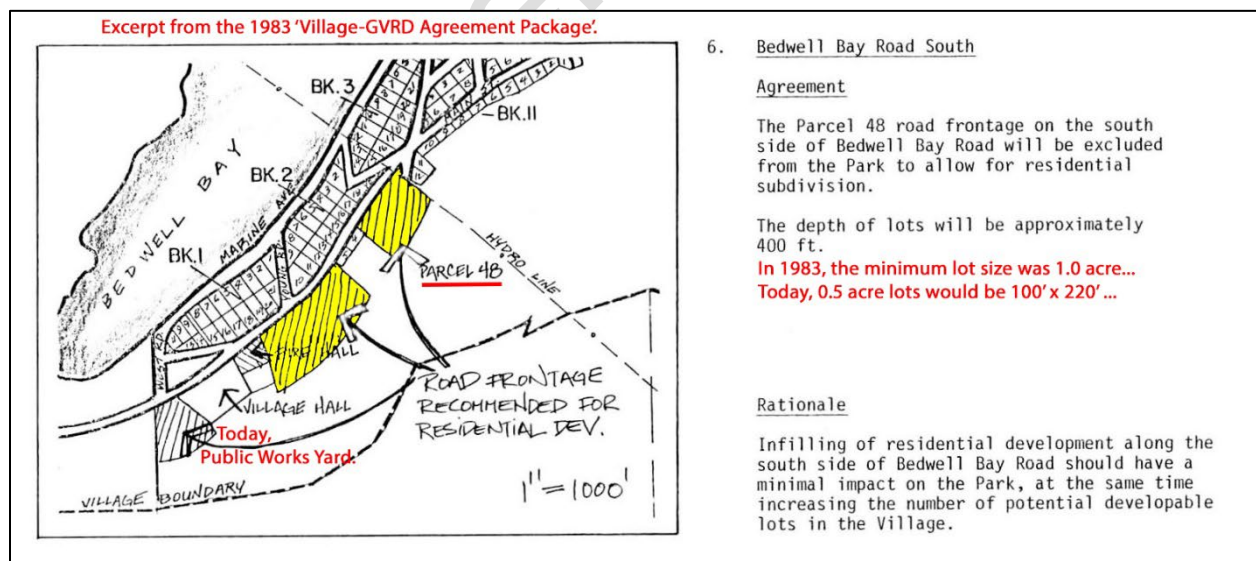 Excerpt from the 1983 'Village-GVRD Agreement Package'.
BK.3
BK.11
BK.2
BEDWELL BAY
MARINE AVE
BK.1
YOUNG RD
HYDRO LINE
PARCEL 48
WEST RD
FIRE HALL
VILLAGE HALL
ROAD FRONTAGE
RECOMMENDED FOR
RESIDENTIAL DEV.
Today,
Public Works Yard.
VILLAGE BOUNDARY
1"=1000'
6. Bedwell Bay Road South
Agreement
The Parcel 48 road frontage on the south
side of Bedwell Bay Road will be excluded
from the Park to allow for residential
subdivision.
The depth of lots will be approximately
400 ft.
In 1983, the minimum lot size was 1.0 acre...
Today, 0.5 acre lots would be 100' x 220' ...
Rationale
Infilling of residential development along the
south side of Bedwell Bay Road should have a
minimal impact on the Park, at the same time
increasing the number of potential developable
lots in the Village.